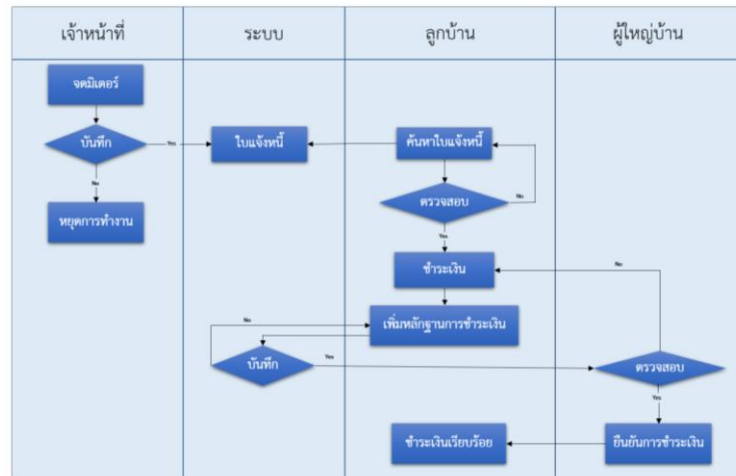 เจ้าหน้าที่
ระบบ
ลูกบ้าน
ผู้ใหญ่บ้าน
จดมิเตอร์
บันทึก
Yes
ใบแจ้งหนี้
ค้นหาใบแจ้งหนี้
No
หยุดการทำงาน
ตรวจสอบ
No
Yes
ชำระเงิน
No
เพิ่มหลักฐานการชำระเงิน
No
บันทึก
Yes
ตรวจสอบ
Yes
ชำระเงินเรียบร้อย
ยืนยันการชำระเงิน